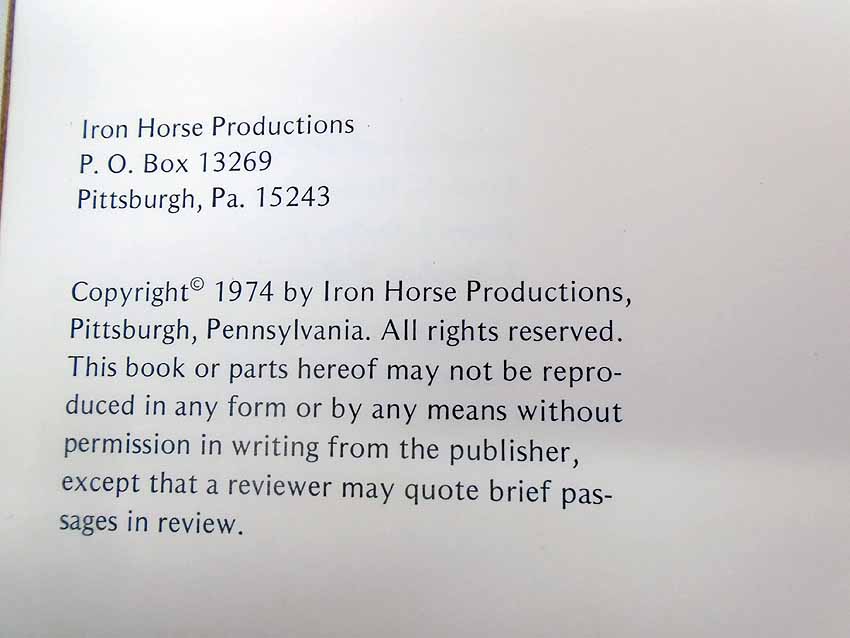 Iron Horse Productions
P. O. Box 13269
Pittsburgh, Pa. 15243
Copyright© 1974 by Iron Horse Productions,
Pittsburgh, Pennsylvania. All rights reserved.
This book or parts hereof may not be repro-
duced in any form or by any means without
permission in writing from the publisher,
except that a reviewer may quote brief pas-
sages in review.